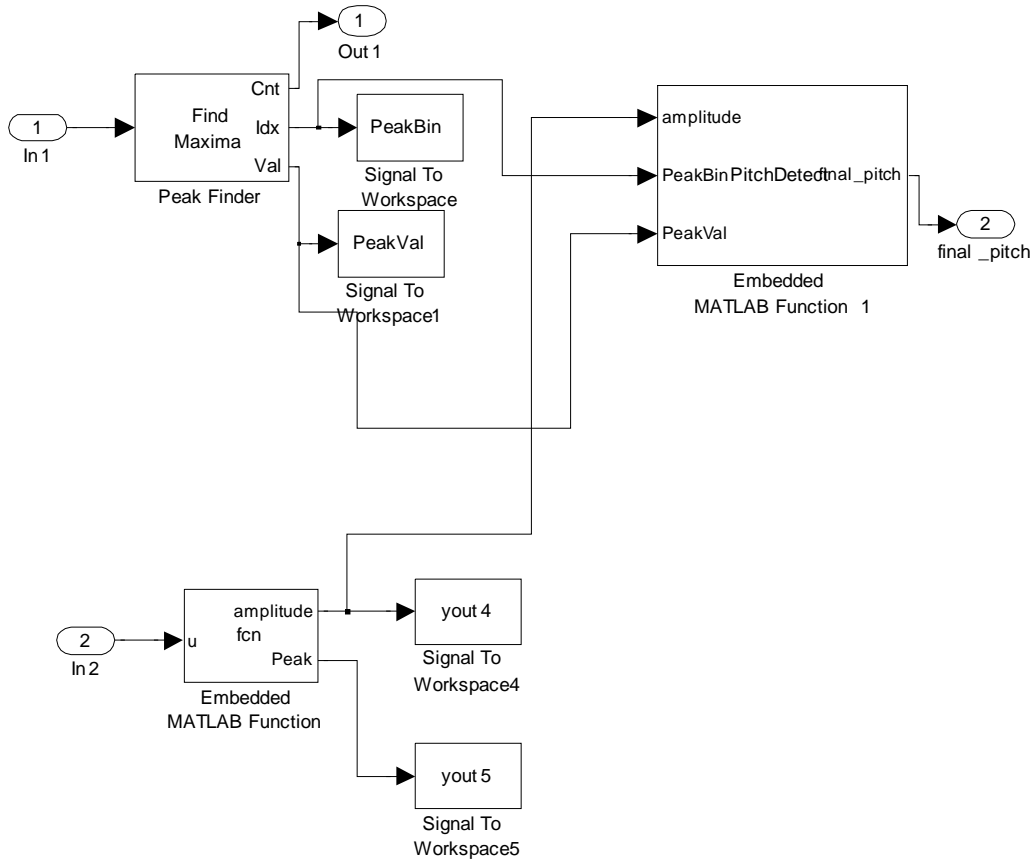 1
Out 1
1
In 1
Find
Maxima
Cnt
Idx
Val
Peak Finder
PeakBin
Signal To
Workspace
PeakVal
Signal To
Workspace1
amplitude
PeakBin PitchDetect final _pitch
PeakVal
Embedded
MATLAB Function 1
2
final _pitch
2
In 2
u
amplitude
fcn
Peak
Embedded
MATLAB Function
yout 4
Signal To
Workspace4
yout 5
Signal To
Workspace5